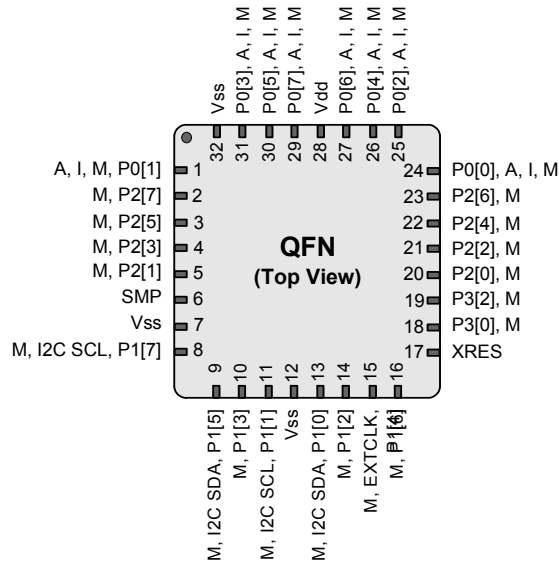 Vss
P0[3], A, I, M
P0[5], A, I, M
P0[7], A, I, M
Vdd
P0[6], A, I, M
P0[4], A, I, M
P0[2], A, I, M
32
31
30
29
28
27
26
25
A, I, M, P0[1] 1
M, P2[7] 2
M, P2[5] 3
M, P2[3] 4
M, P2[1] 5
SMP 6
Vss 7
M, I2C SCL, P1[7] 8
QFN
(Top View)
24 P0[0], A, I, M
23 P2[6], M
22 P2[4], M
21 P2[2], M
20 P2[0], M
19 P3[2], M
18 P3[0], M
17 XRES
9
10
11
12
13
14
15
16
M, I2C SDA, P1[5]
M, P1[3]
M, I2C SCL, P1[1]
Vss
M, I2C SDA, P1[0]
M, P1[2]
M, EXTCLK,
P1[4]
M, P1[6]